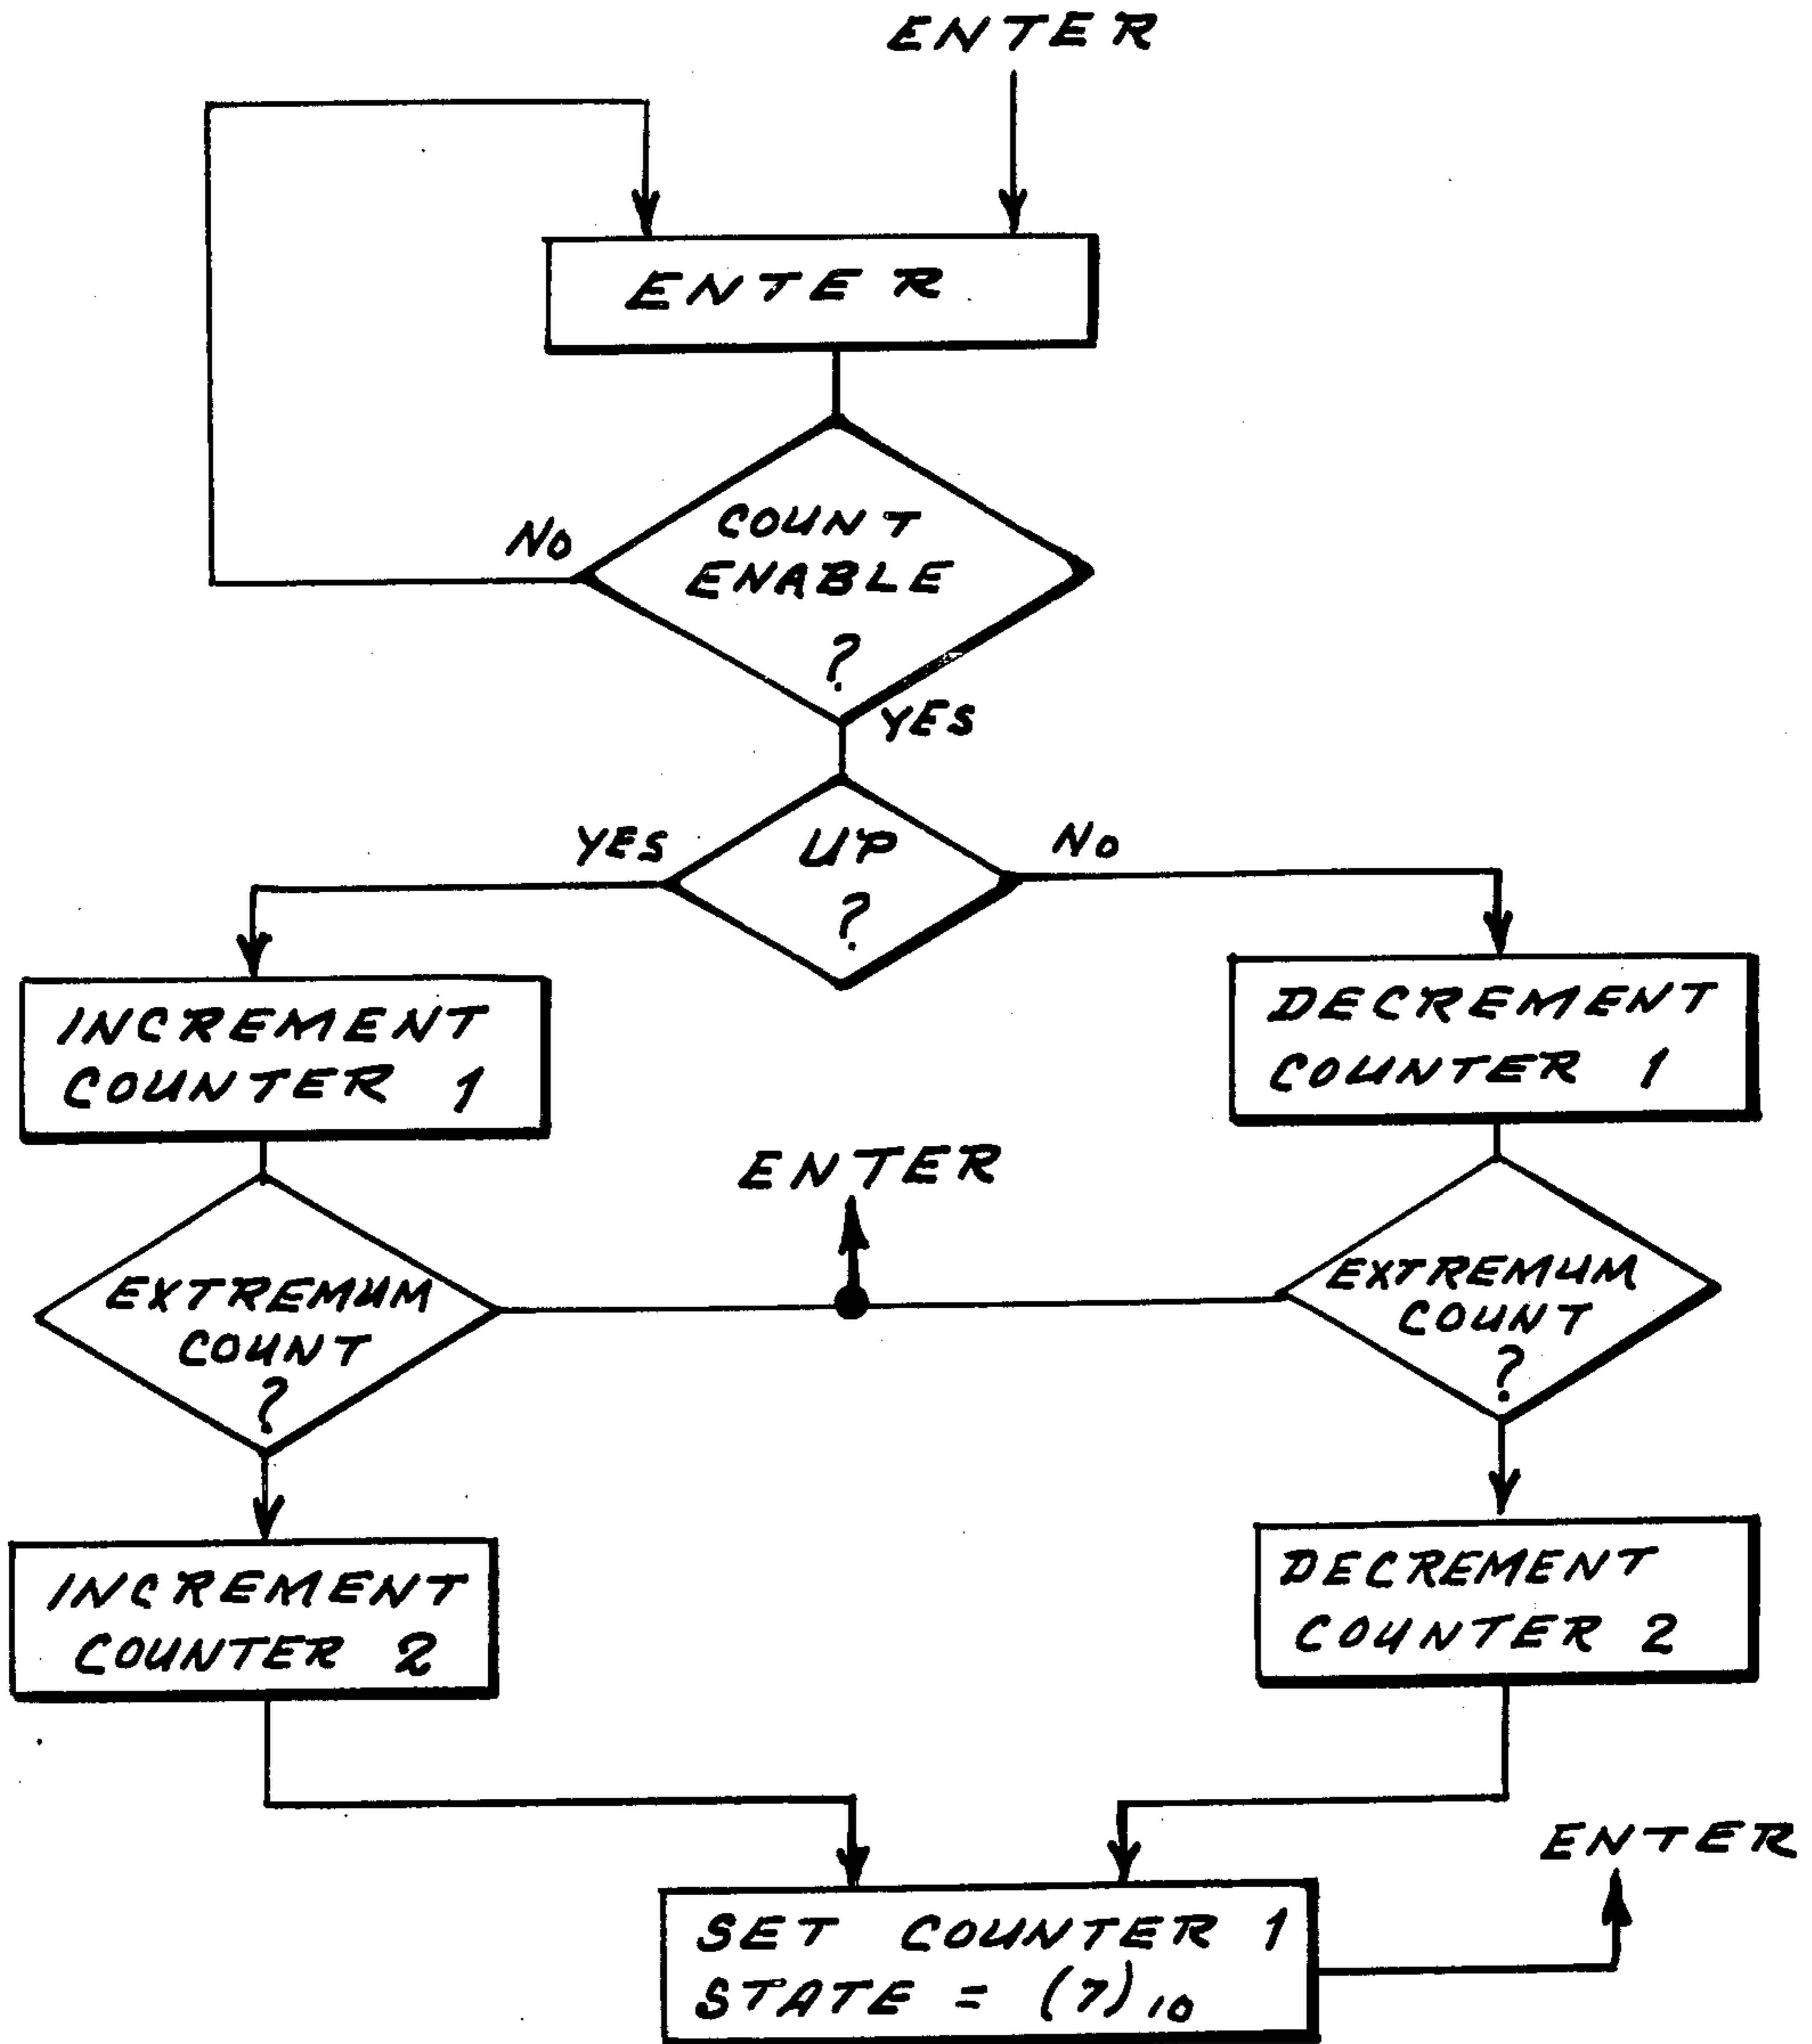 ENTER
ENTER
COUNT
ENABLE
?
NO
YES
UP
?
YES
NO
INCREMENT
COUNTER 1
DECREMENT
COUNTER 1
ENTER
EXTREMUM
COUNT
?
EXTREMUM
COUNT
?
INCREMENT
COUNTER 2
DECREMENT
COUNTER 2
ENTER
SET COUNTER 1
STATE = (7)10